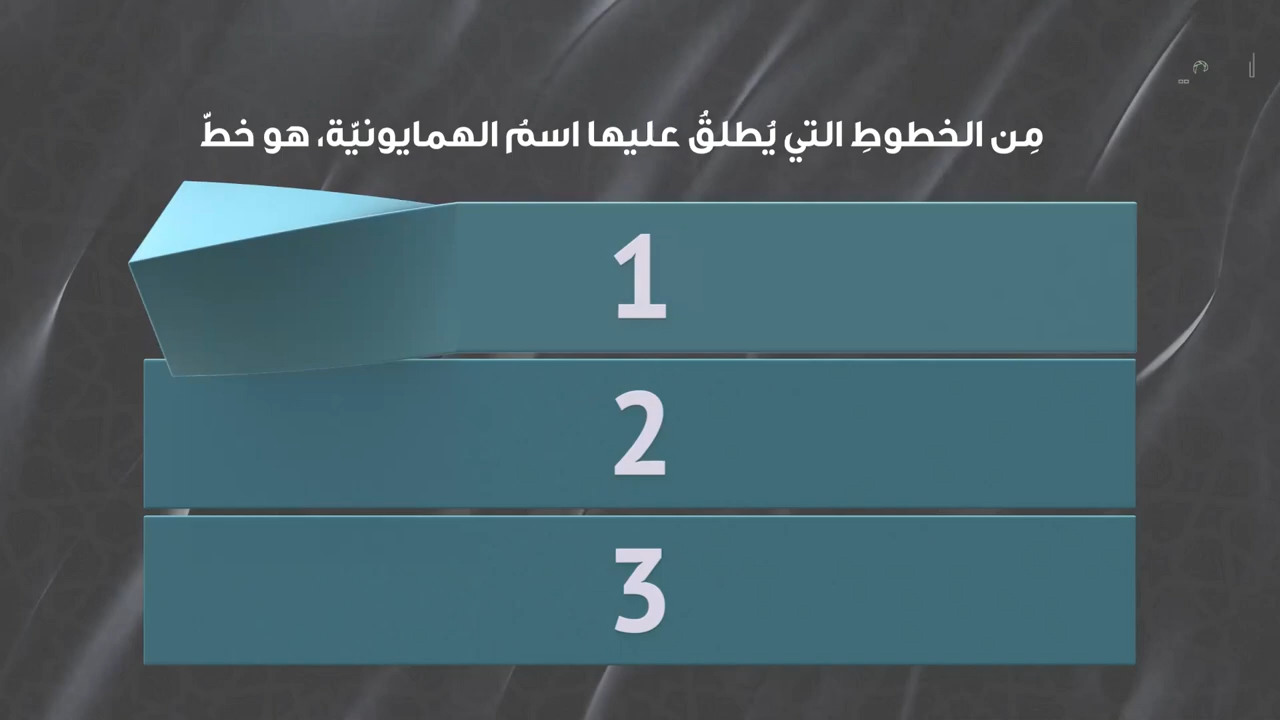 مِن الخطوطِ التي يُطلقُ عليها اسمُ الهمايونيّة، هو خطّ
1
2
3